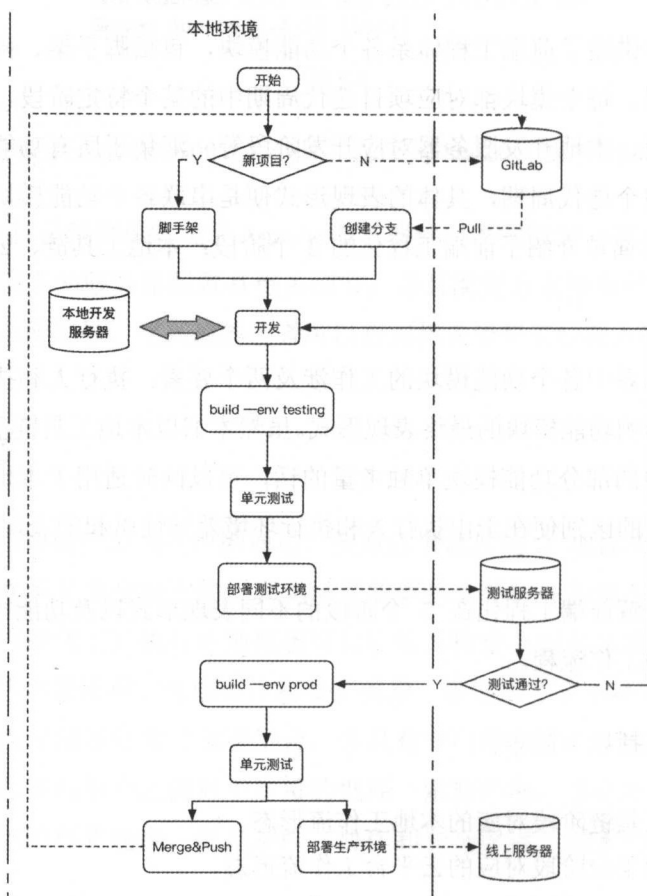 本地环境
开始
新项目?
Y
N
GitLab
脚手架
创建分支
Pull
本地开发
服务器
开发
build —env testing
单元测试
部署测试环境
测试服务器
build —env prod
Y
测试通过?
N
单元测试
Merge&Push
部署生产环境
线上服务器